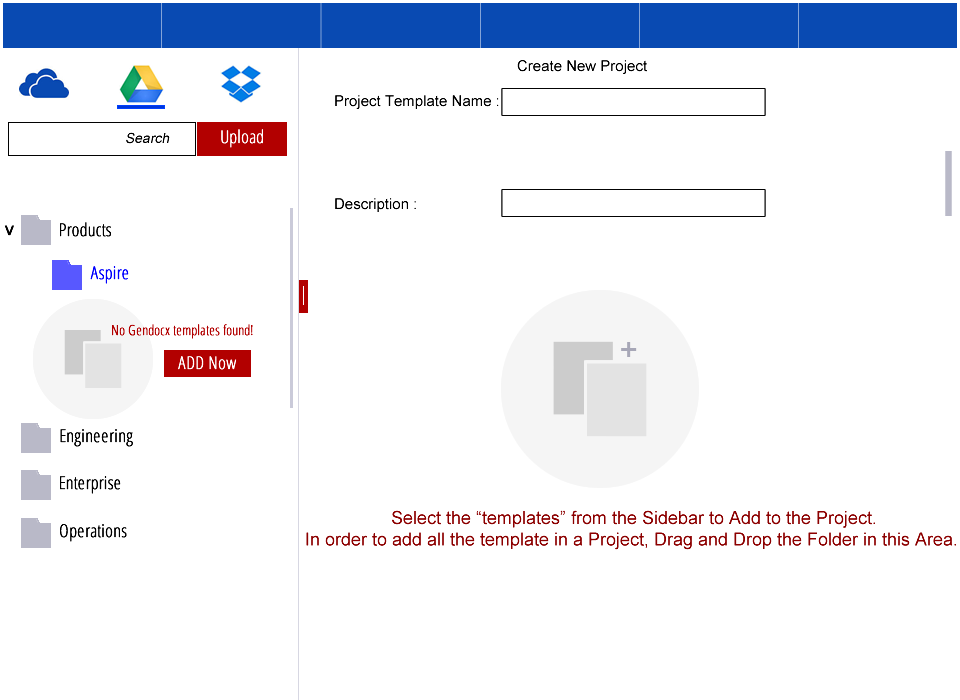 Create New Project
Project Template Name :
Search
Upload
Description :
v
Products
Aspire
No Gendocx templates found!
ADD Now
Engineering
Enterprise
Operations
+
Select the “templates” from the Sidebar to Add to the Project.
In order to add all the template in a Project, Drag and Drop the Folder in this Area.